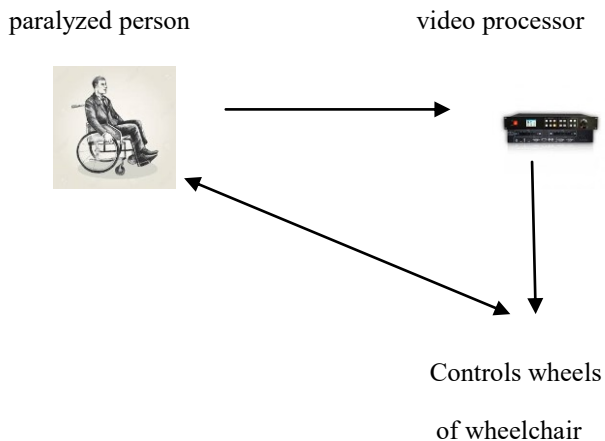 paralyzed person
video processor
Controls wheels
of wheelchair